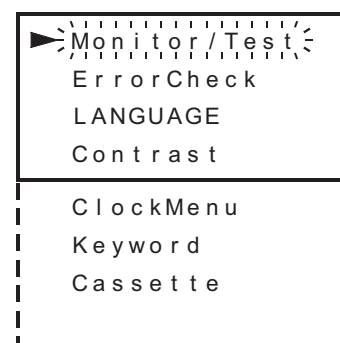 Monitor/Test
ErrorCheck
LANGUAGE
Contrast
ClockMenu
Keyword
Cassette